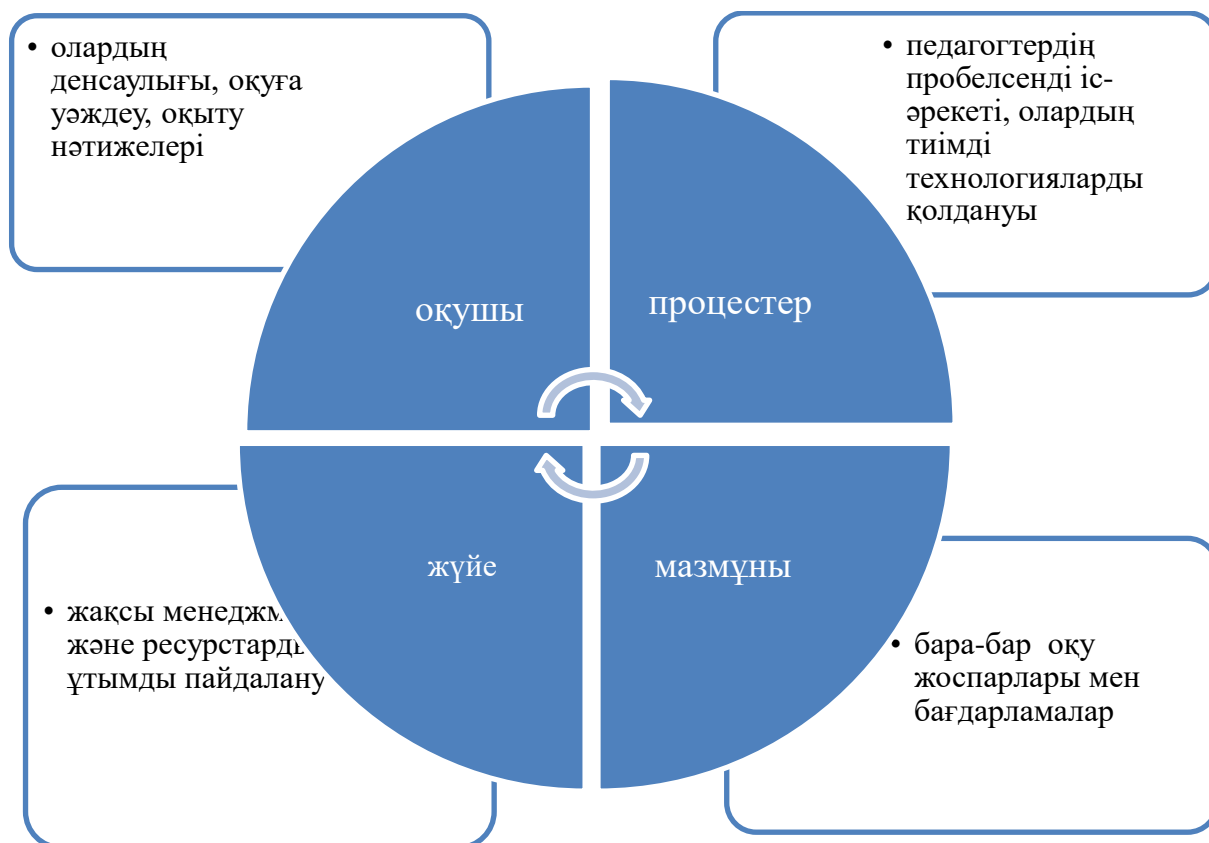 • олардың
денсаулығы, оқуға
уәждеу, оқыту
нәтижелері
• педагогтердің
пробелсенді іс-
әрекеті, олардың
тиімді
технологияларды
қолдануы
оқушы
процестер
жүйе
мазмұны
• жақсы
және
ұтымды пайдалану
• бара-бар оқу
жоспарлары мен
бағдарламалар